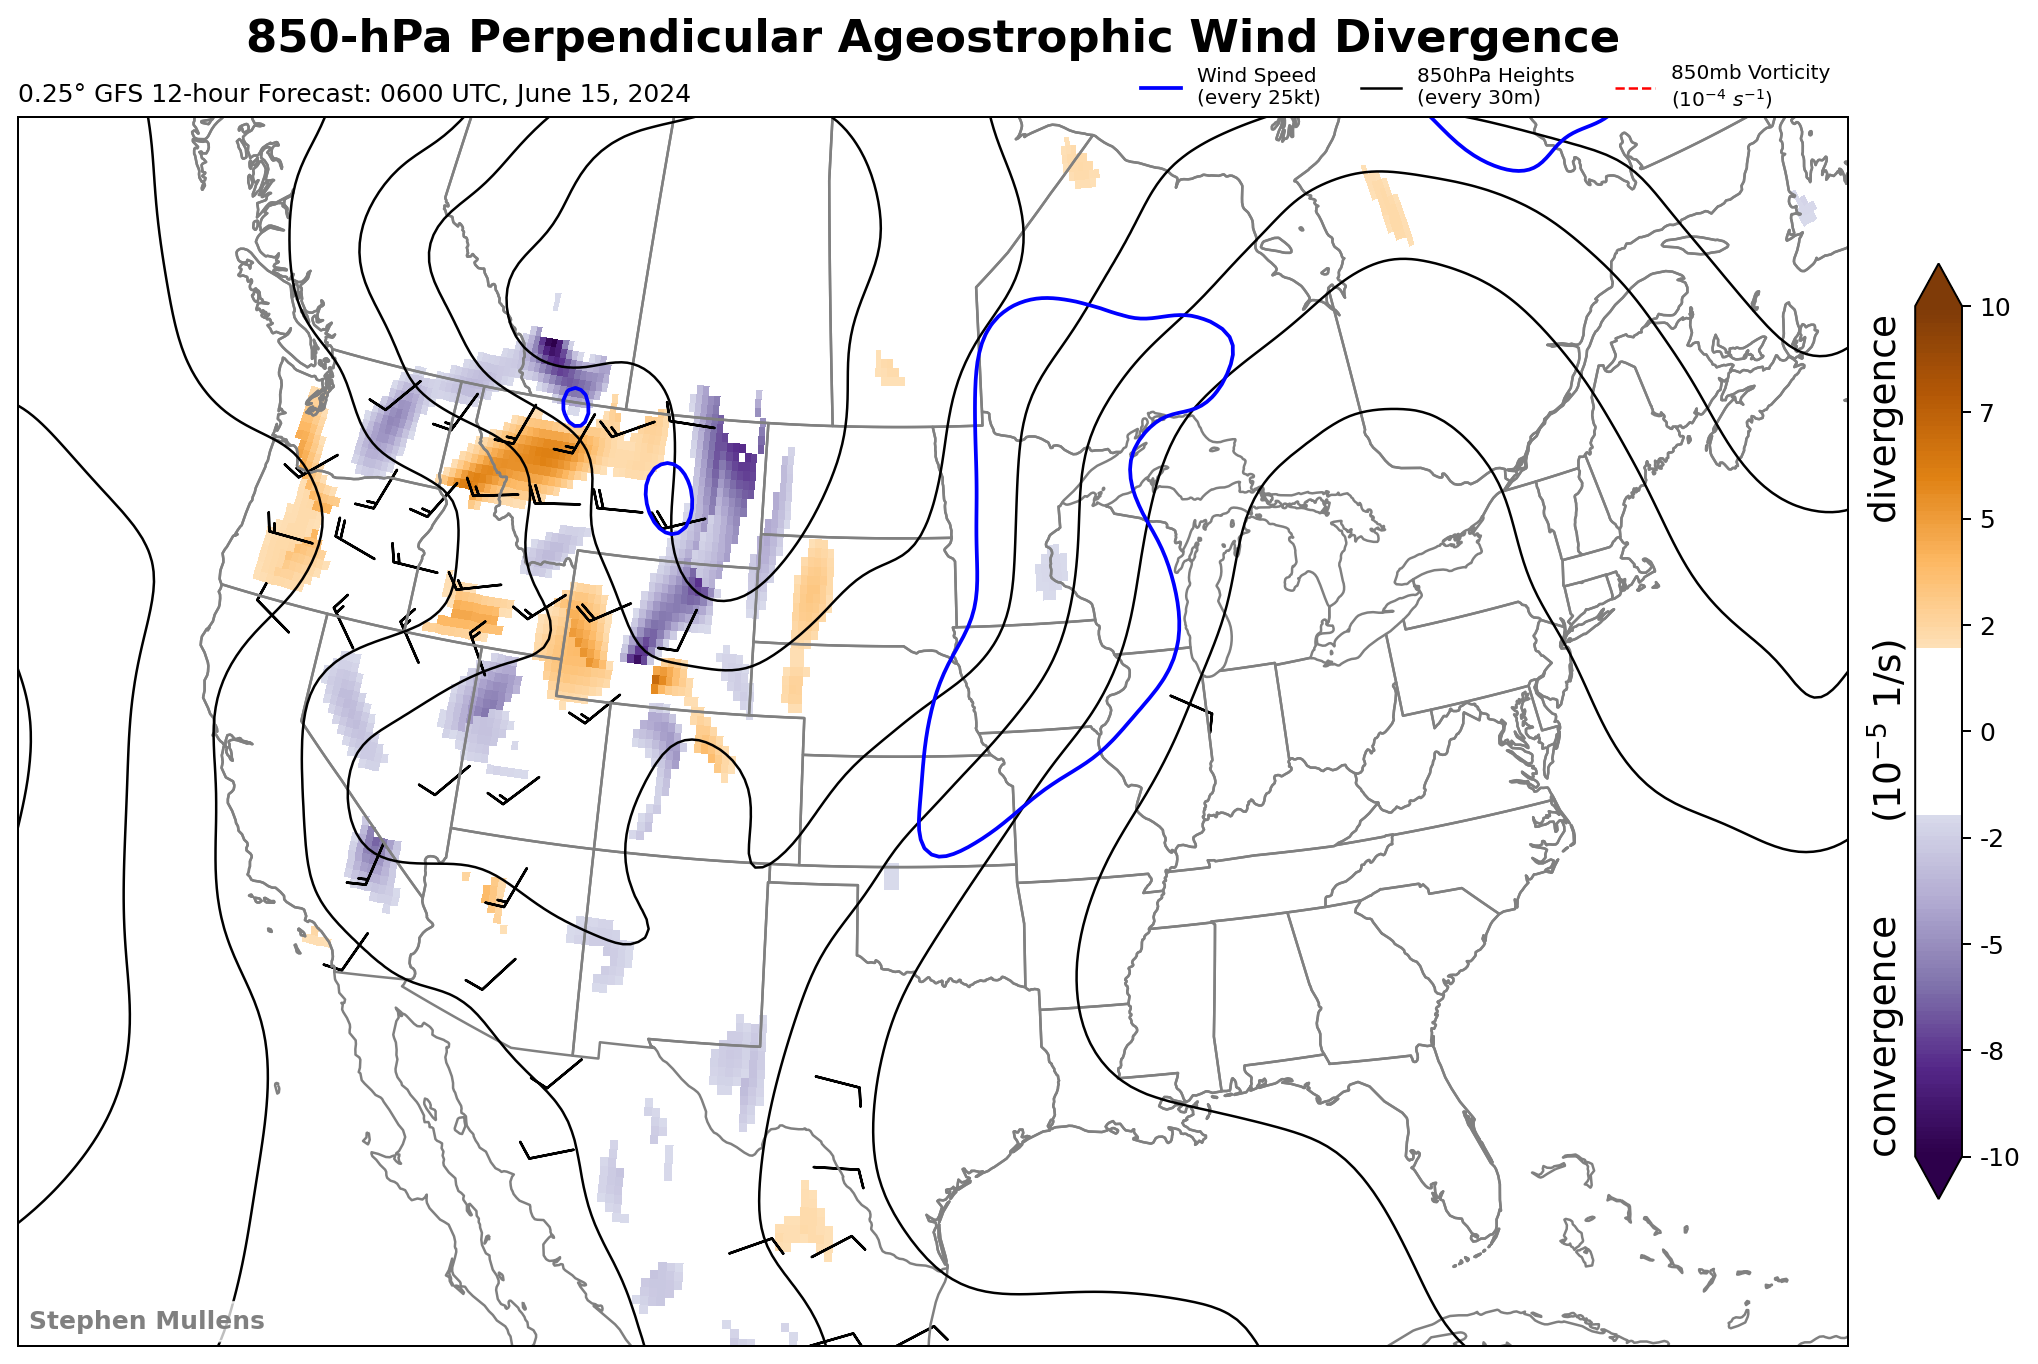 850-hPa Perpendicular Ageostrophic Wind Divergence
0.25° GFS 12-hour Forecast: 0600 UTC, June 15, 2024
Wind Speed
(every 25kt)
850hPa Heights
(every 30m)
850mb Vorticity
(10⁻⁴ s⁻¹)
10
7
5
2
0
-2
-5
-8
-10
divergence
(10⁻⁵ 1/s)
convergence
Stephen Mullens